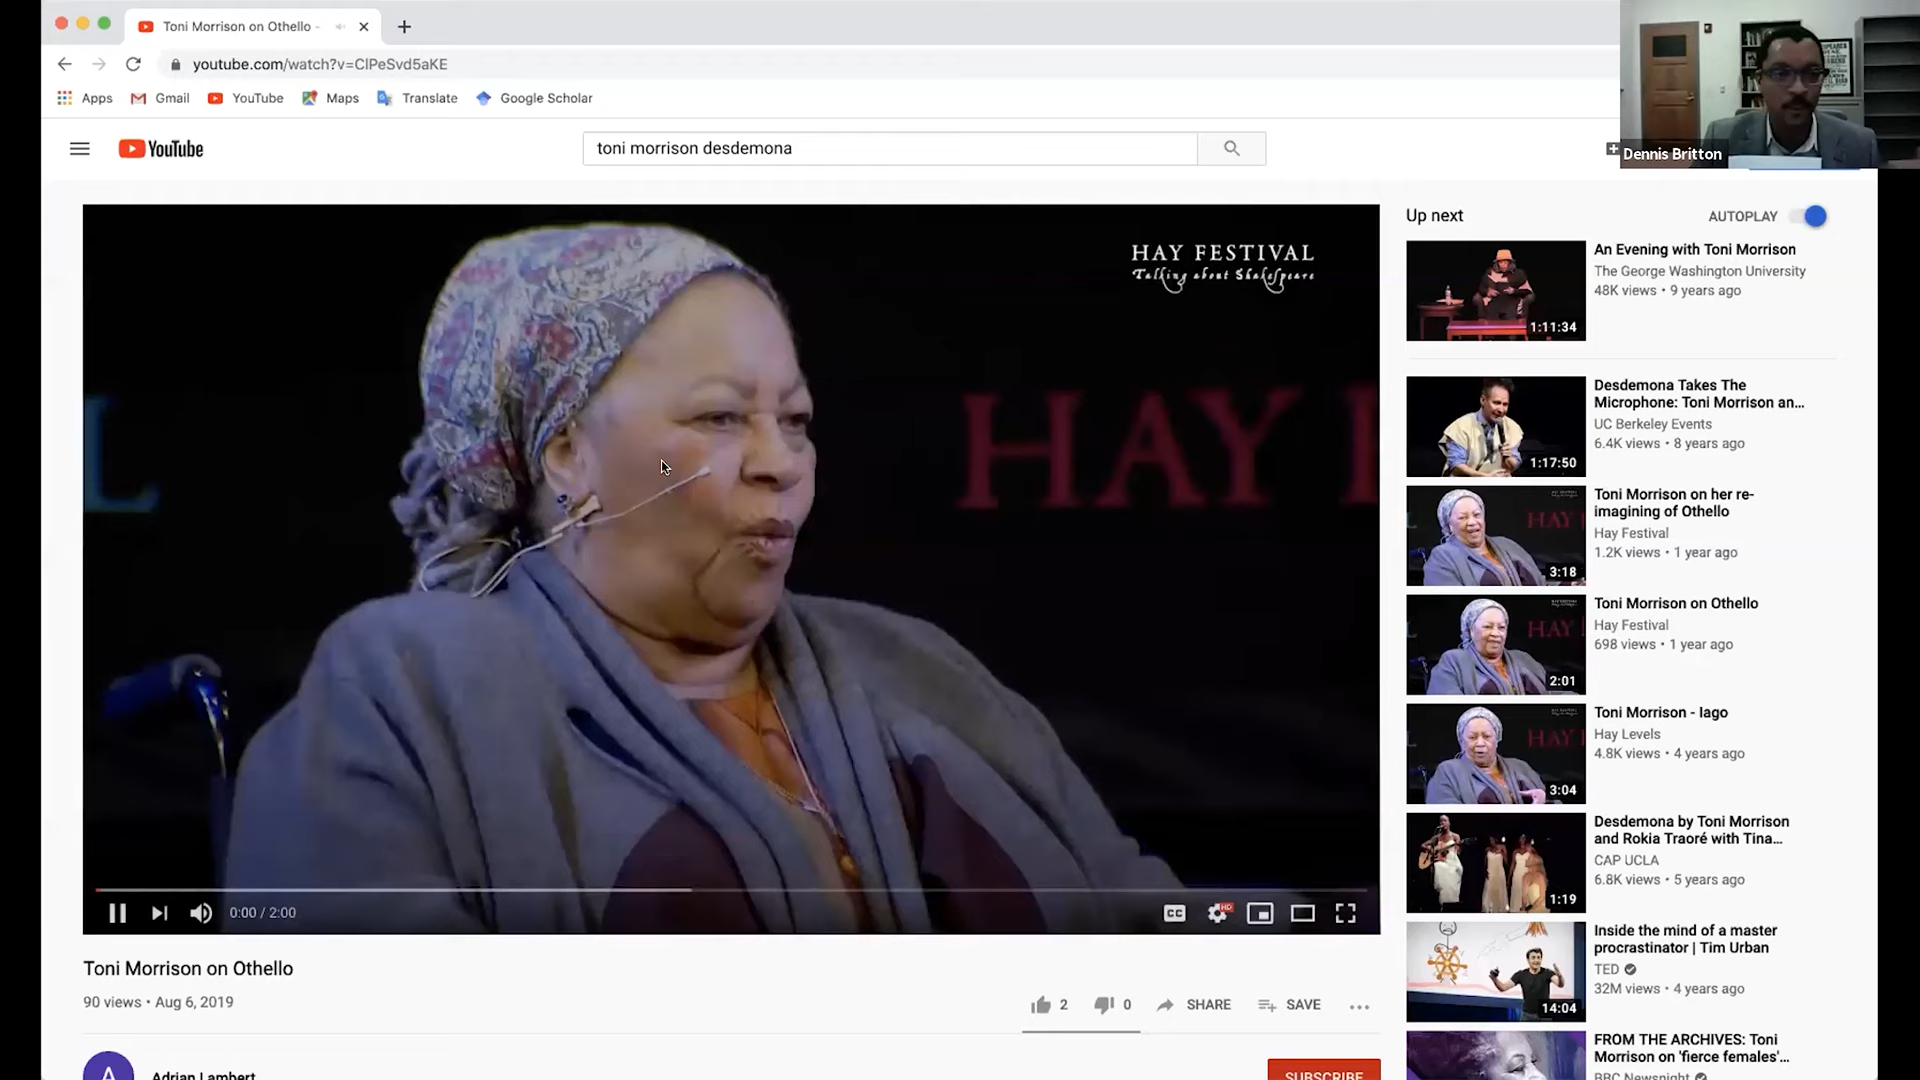 Toni Morrison on Othello -
youtube.com/watch?v=ClPeSvd5aKE
Apps Gmail YouTube Maps Translate Google Scholar
Dennis Britton
YouTube
toni morrison desdemona
HAY FESTIVAL
Talking about Shakespeare
HAY
0:00 / 2:00
CC
HD
Toni Morrison on Othello
90 views • Aug 6, 2019
2 0 SHARE SAVE
A
Adrian Lambert
SUBSCRIBE
Up next
AUTOPLAY
An Evening with Toni Morrison
The George Washington University
48K views • 9 years ago
1:11:34
Desdemona Takes The
Microphone: Toni Morrison an...
UC Berkeley Events
6.4K views • 8 years ago
1:17:50
Toni Morrison on her re-
imagining of Othello
Hay Festival
1.2K views • 1 year ago
HAY
3:18
Toni Morrison on Othello
Hay Festival
698 views • 1 year ago
HAY
2:01
Toni Morrison - Iago
Hay Levels
4.8K views • 4 years ago
HAY
3:04
Desdemona by Toni Morrison
and Rokia Traoré with Tina...
CAP UCLA
6.8K views • 5 years ago
1:19
Inside the mind of a master
procrastinator | Tim Urban
TED
32M views • 4 years ago
14:04
FROM THE ARCHIVES: Toni
Morrison on 'fierce females'...
BBC Newsnight